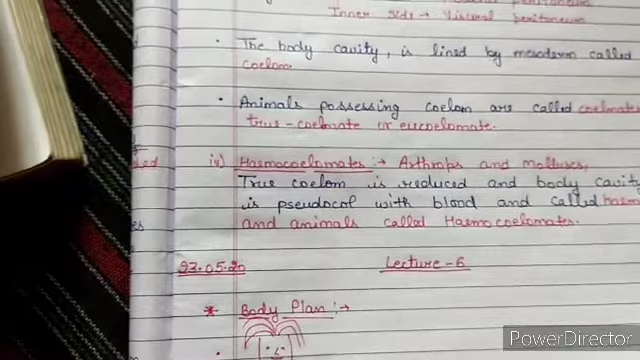 Inner side → Visceral peritoneum
• The body cavity, is lined by mesoderm called
coelom.
• Animals possessing coelom are called coelomates
true-coelomate or eucoelomate.
iv) Haemocoelomates :→ Arthrops and molluscs,
True coelom is reduced and body cavity
is pseudocol with blood and called haem
and animals called Haemocoelomates.
23.05.20 Lecture-6
* Body Plan :→
PowerDirector